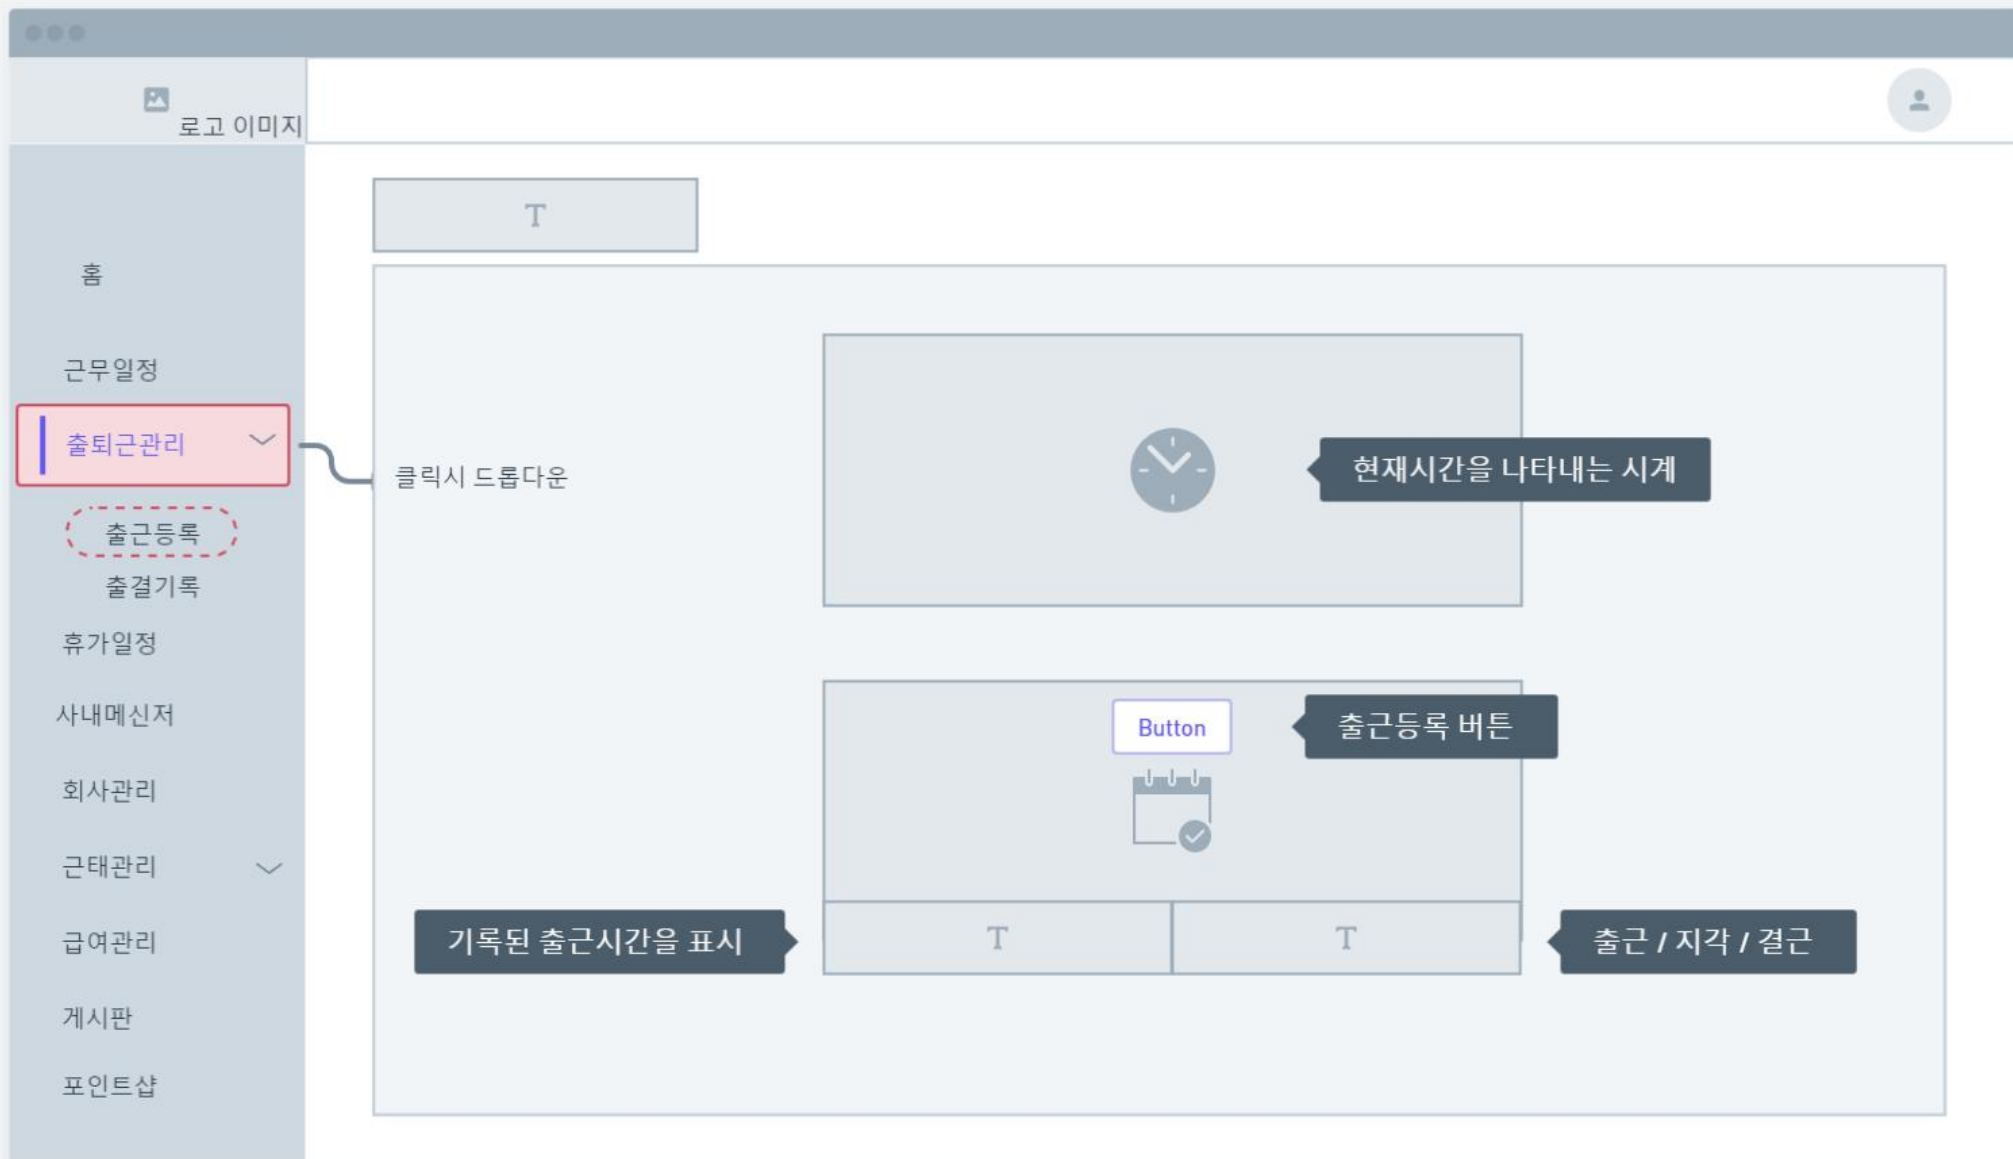 로고 이미지
T
홈
근무일정
출퇴근관리
클릭시 드롭다운
현재시간을 나타내는 시계
출근등록
출결기록
휴가일정
사내메신저
회사관리
근태관리
급여관리
게시판
포인트샵
Button
출근등록 버튼
기록된 출근시간을 표시
T
T
출근 / 지각 / 결근